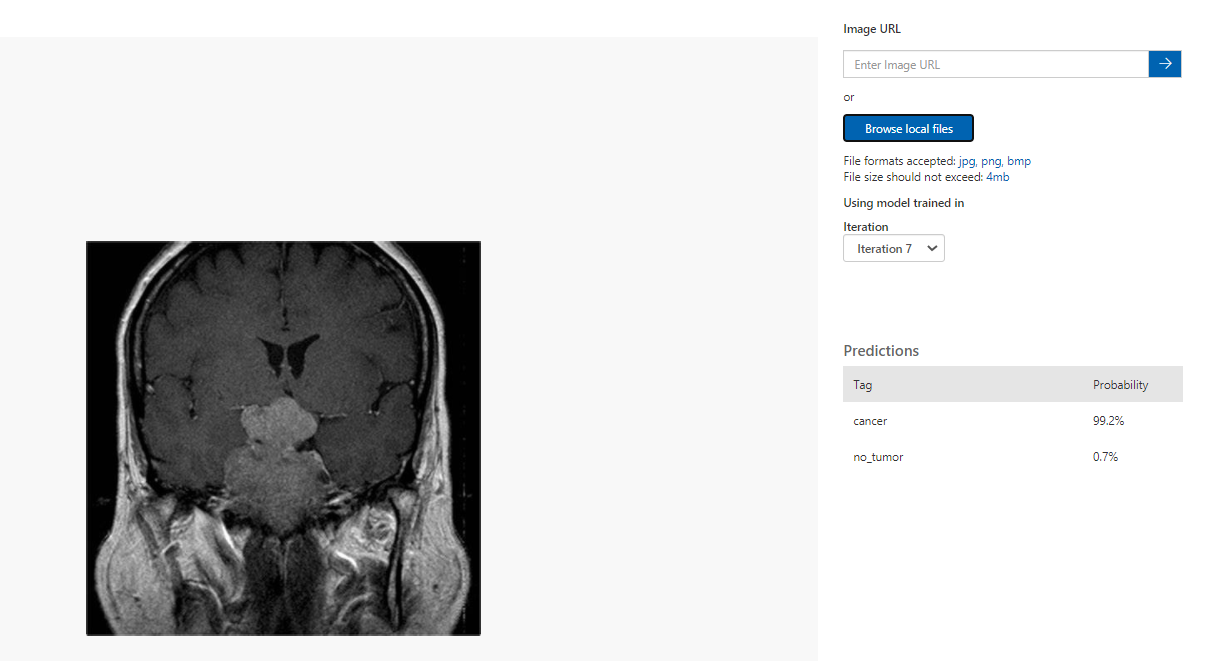 Image URL
Enter Image URL
or
Browse local files
File formats accepted: jpg, png, bmp
File size should not exceed: 4mb
Using model trained in
Iteration
Iteration 7
Predictions
Tag Probability
cancer 99.2%
no_tumor 0.7%